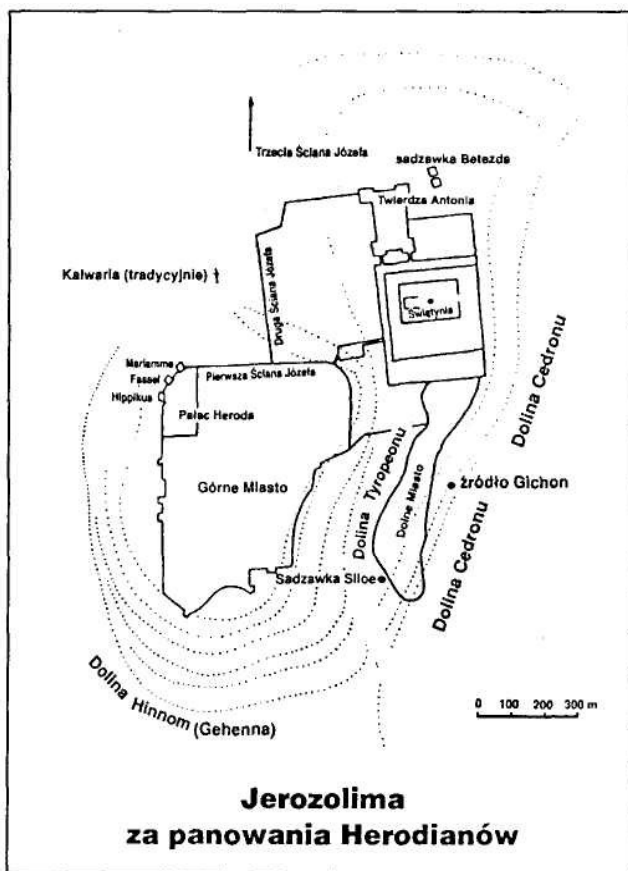 Trzecia Ściana Józefa
sadzawka Betezda
Twierdza Antonia
Kalwaria (tradycyjnie)
Druga Ściana Józefa
Świątynia
Mariamme
Fasael
Hippikus
Pierwsza Ściana Józefa
Pałac Heroda
Dolina Cedronu
Górne Miasto
Dolina Tyropeonu
Dolne Miasto
źródło Gichon
Sadzawka Siloe
Dolina Cedronu
Dolina Hinnom (Gehenna)
0 100 200 300 m
Jerozolima
za panowania Herodianów